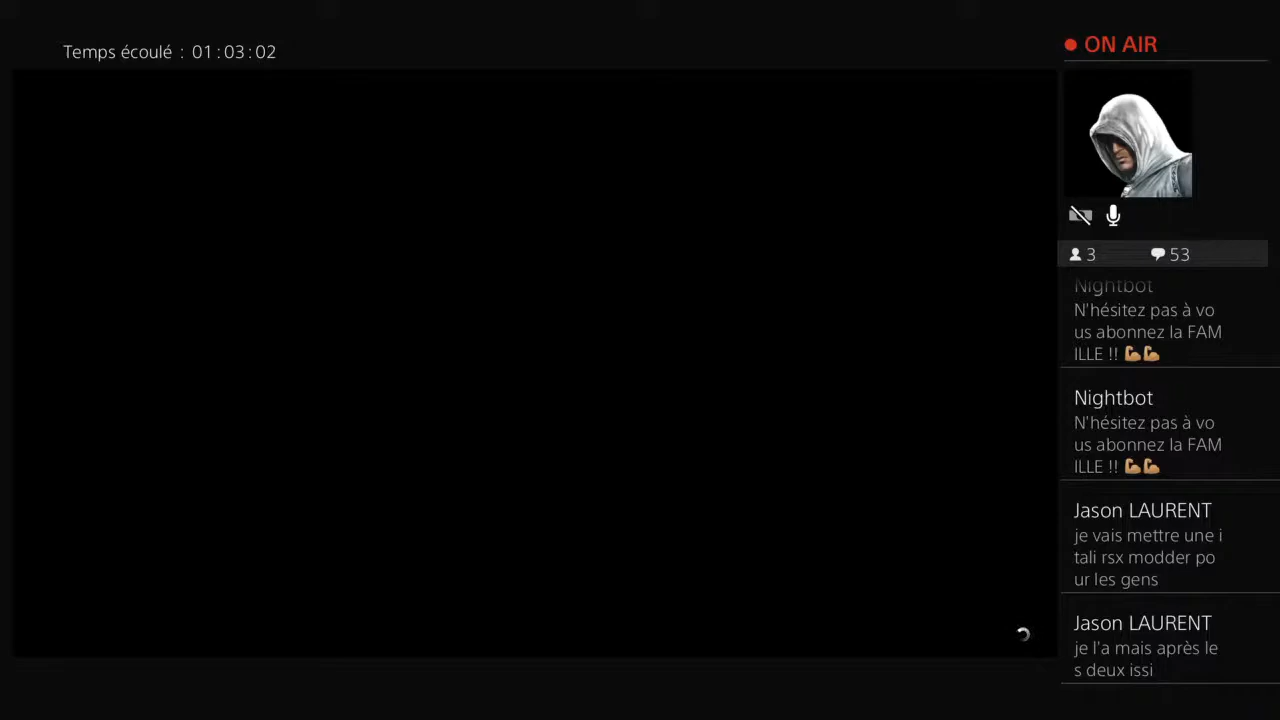 Temps écoulé : 01:03:02
ON AIR
3 53
Nightbot
N'hésitez pas à vo
us abonnez la FAM
ILLE !! 💪🏽💪🏽
Nightbot
N'hésitez pas à vo
us abonnez la FAM
ILLE !! 💪🏽💪🏽
Jason LAURENT
je vais mettre une i
tali rsx modder po
ur les gens
Jason LAURENT
je l'a mais après le
s deux issi